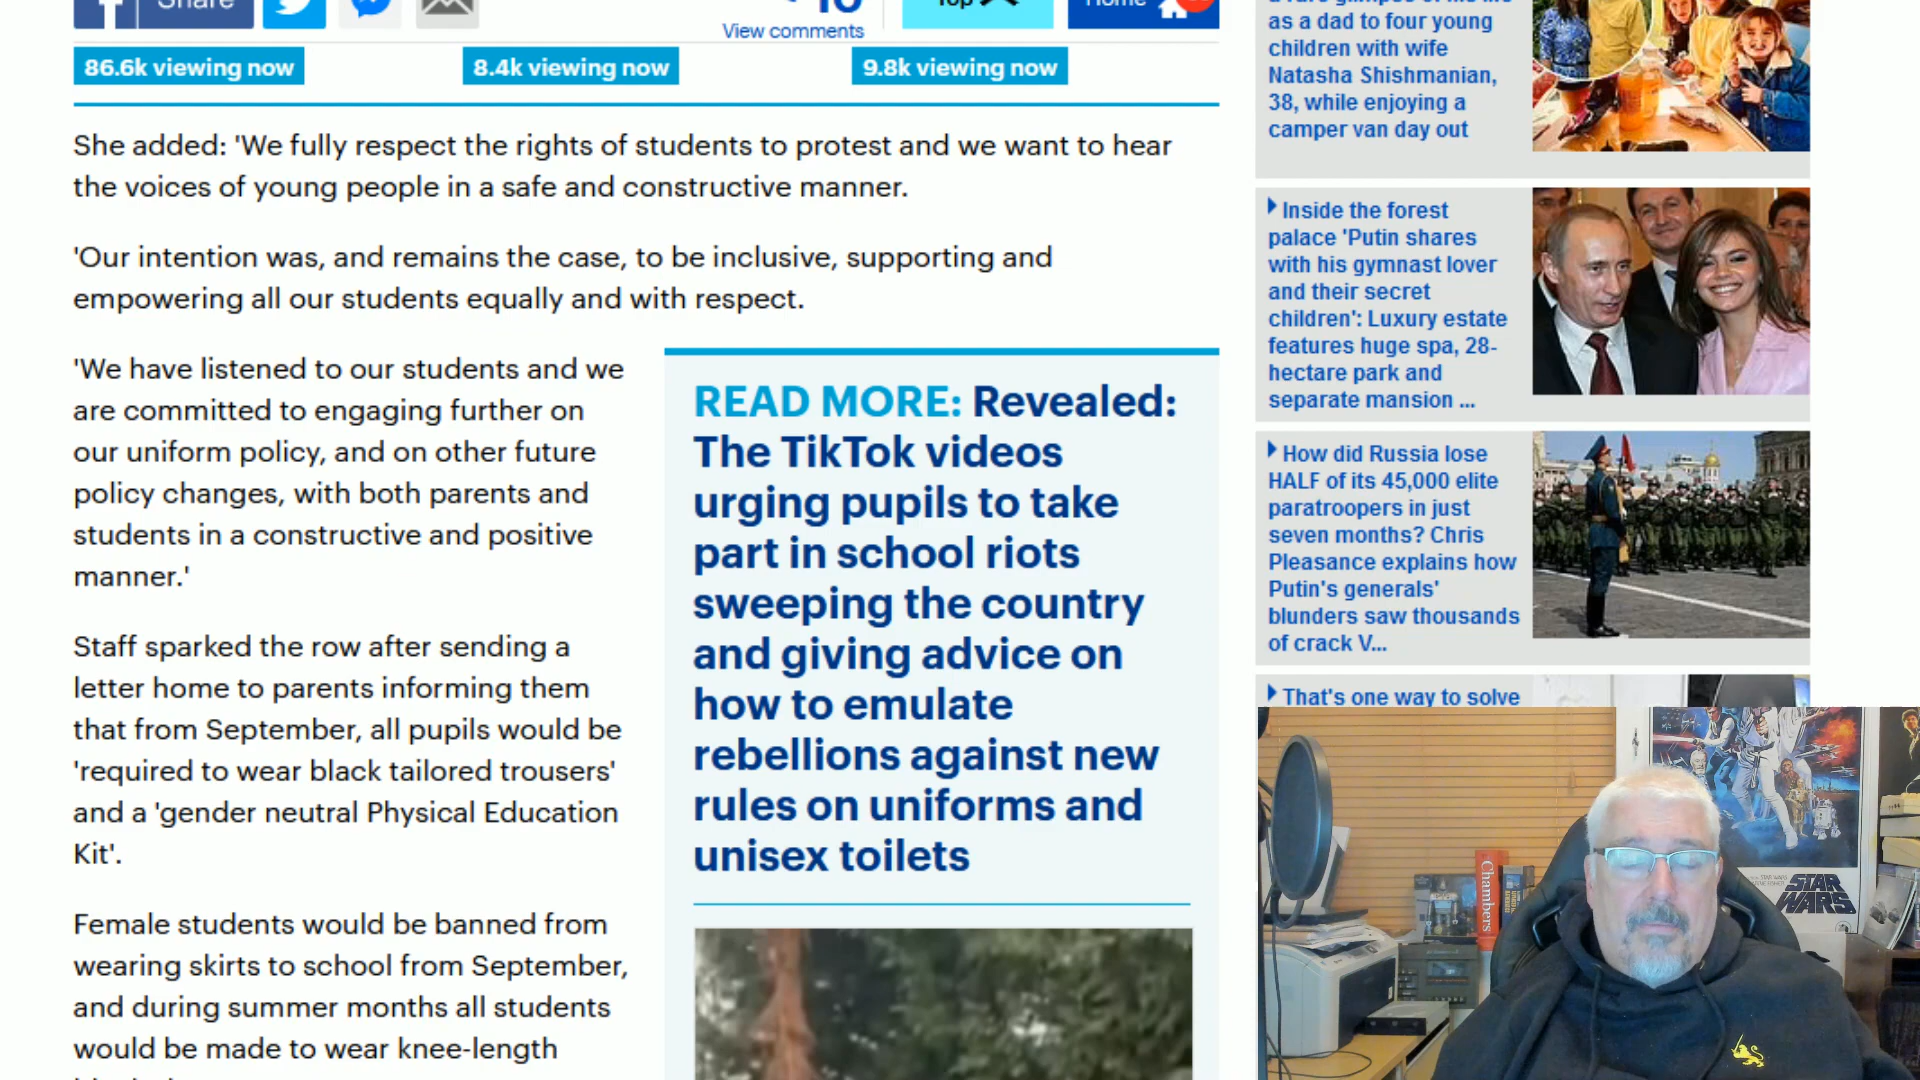 Share
View comments
Top
Home
86.6k viewing now
8.4k viewing now
9.8k viewing now
She added: 'We fully respect the rights of students to protest and we want to hear
the voices of young people in a safe and constructive manner.
'Our intention was, and remains the case, to be inclusive, supporting and
empowering all our students equally and with respect.
'We have listened to our students and we
are committed to engaging further on
our uniform policy, and on other future
policy changes, with both parents and
students in a constructive and positive
manner.'
Staff sparked the row after sending a
letter home to parents informing them
that from September, all pupils would be
'required to wear black tailored trousers'
and a 'gender neutral Physical Education
Kit'.
Female students would be banned from
wearing skirts to school from September,
and during summer months all students
would be made to wear knee-length
READ MORE: Revealed:
The TikTok videos
urging pupils to take
part in school riots
sweeping the country
and giving advice on
how to emulate
rebellions against new
rules on uniforms and
unisex toilets
as a dad to four young
children with wife
Natasha Shishmanian,
38, while enjoying a
camper van day out
Inside the forest
palace 'Putin shares
with his gymnast lover
and their secret
children': Luxury estate
features huge spa, 28-
hectare park and
separate mansion ...
How did Russia lose
HALF of its 45,000 elite
paratroopers in just
seven months? Chris
Pleasance explains how
Putin's generals'
blunders saw thousands
of crack V...
That's one way to solve
Chambers
STAR
WARS